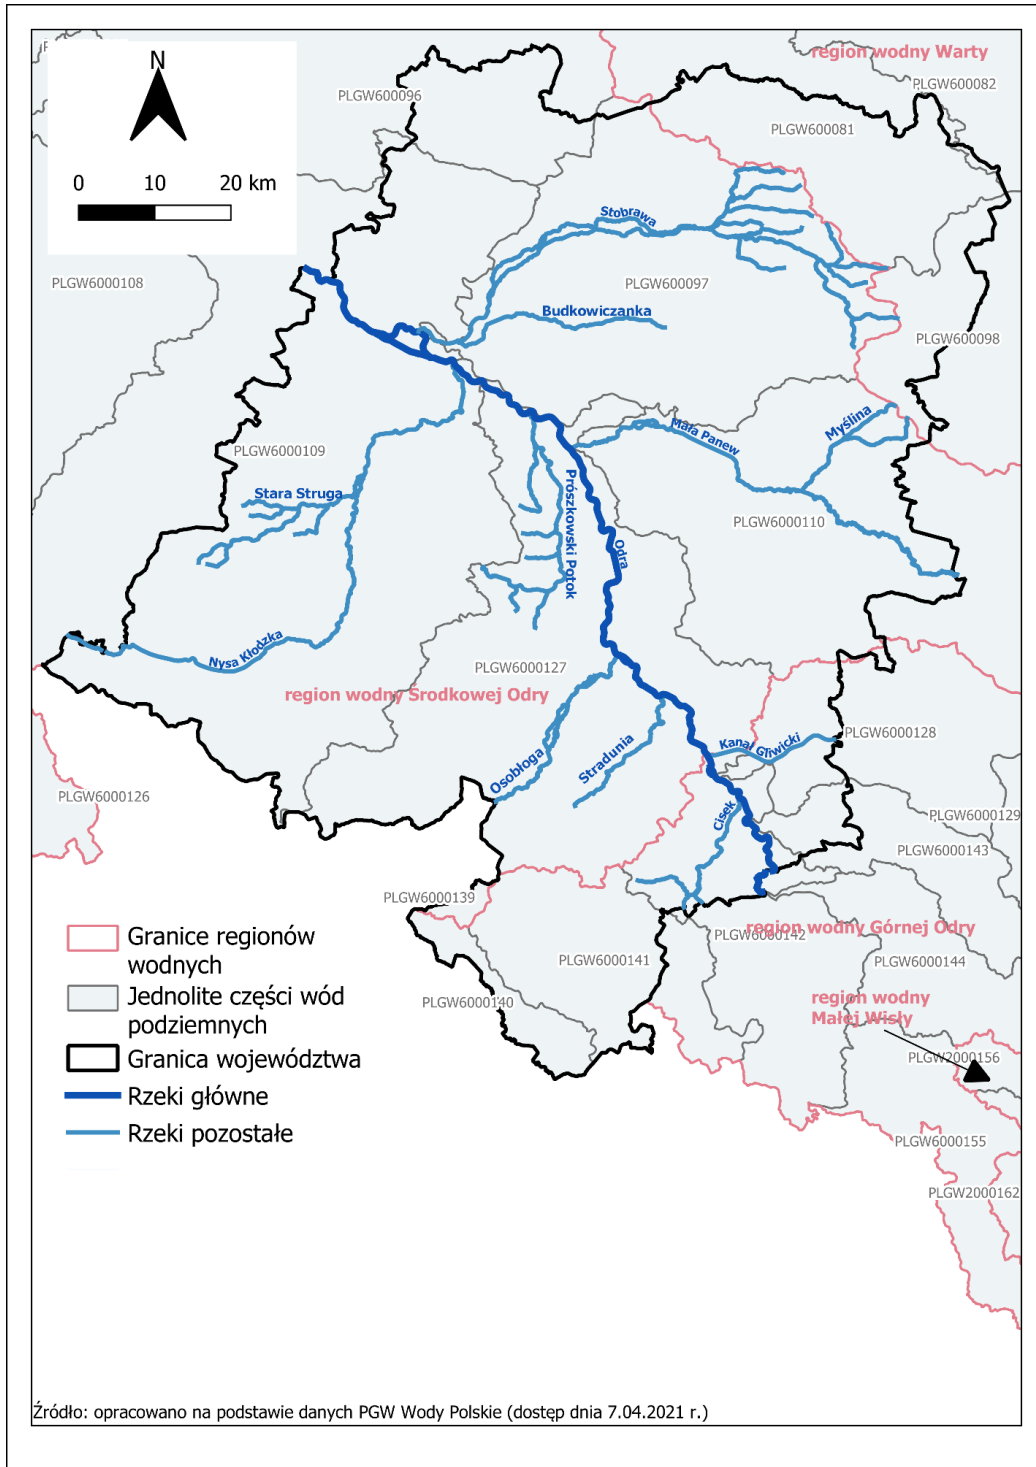 N
0 10 20 km
region wodny Warty
PLGW600082
PLGW600096
PLGW600081
Stobrawa
PLGW6000108
PLGW600097
Budkowiczanka
PLGW600098
Mała Panew
Myślina
PLGW6000109
Stara Struga
Prószkowski Potok
PLGW6000110
Odra
Nysa Kłodzka
PLGW6000127
region wodny Środkowej Odry
Kanał Gliwicki
PLGW6000128
Osobłoga
Stradunia
PLGW6000126
Cisek
PLGW6000129
PLGW6000143
PLGW6000139
region wodny Górnej Odry
PLGW6000142
PLGW6000141
PLGW6000144
PLGW6000140
region wodny
Małej Wisły
PLGW2000156
PLGW6000155
PLGW2000162
Granice regionów
wodnych
Jednolite części wód
podziemnych
Granica województwa
Rzeki główne
Rzeki pozostałe
Źródło: opracowano na podstawie danych PGW Wody Polskie (dostęp dnia 7.04.2021 r.)